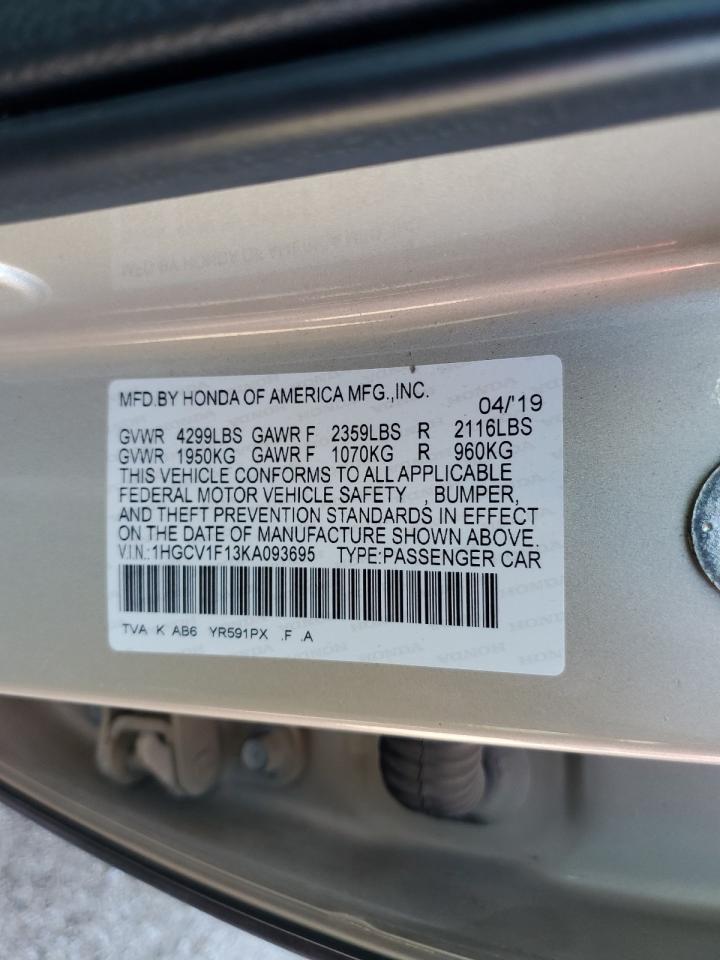 MFD.BY HONDA OF AMERICA MFG.,INC. 04/'19
GVWR 4299LBS GAWR F 2359LBS R 2116LBS
GVWR 1950KG GAWR F 1070KG R 960KG
THIS VEHICLE CONFORMS TO ALL APPLICABLE
FEDERAL MOTOR VEHICLE SAFETY , BUMPER,
AND THEFT PREVENTION STANDARDS IN EFFECT
ON THE DATE OF MANUFACTURE SHOWN ABOVE.
V.I.N.:1HGCV1F13KA093695 TYPE:PASSENGER CAR
TVA K AB6 YR591PX .F .A